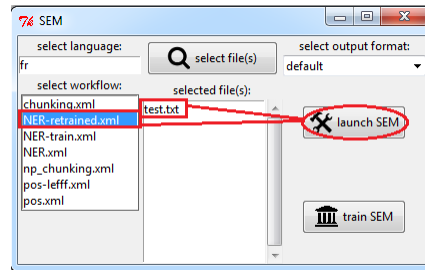 SEM
select language:
select file(s)
select output format:
fr
default
select workflow:
selected file(s):
chunking.xml
NER-retrained.xml
NER-train.xml
NER.xml
np_chunking.xml
pos-lefff.xml
pos.xml
test.txt
launch SEM
train SEM